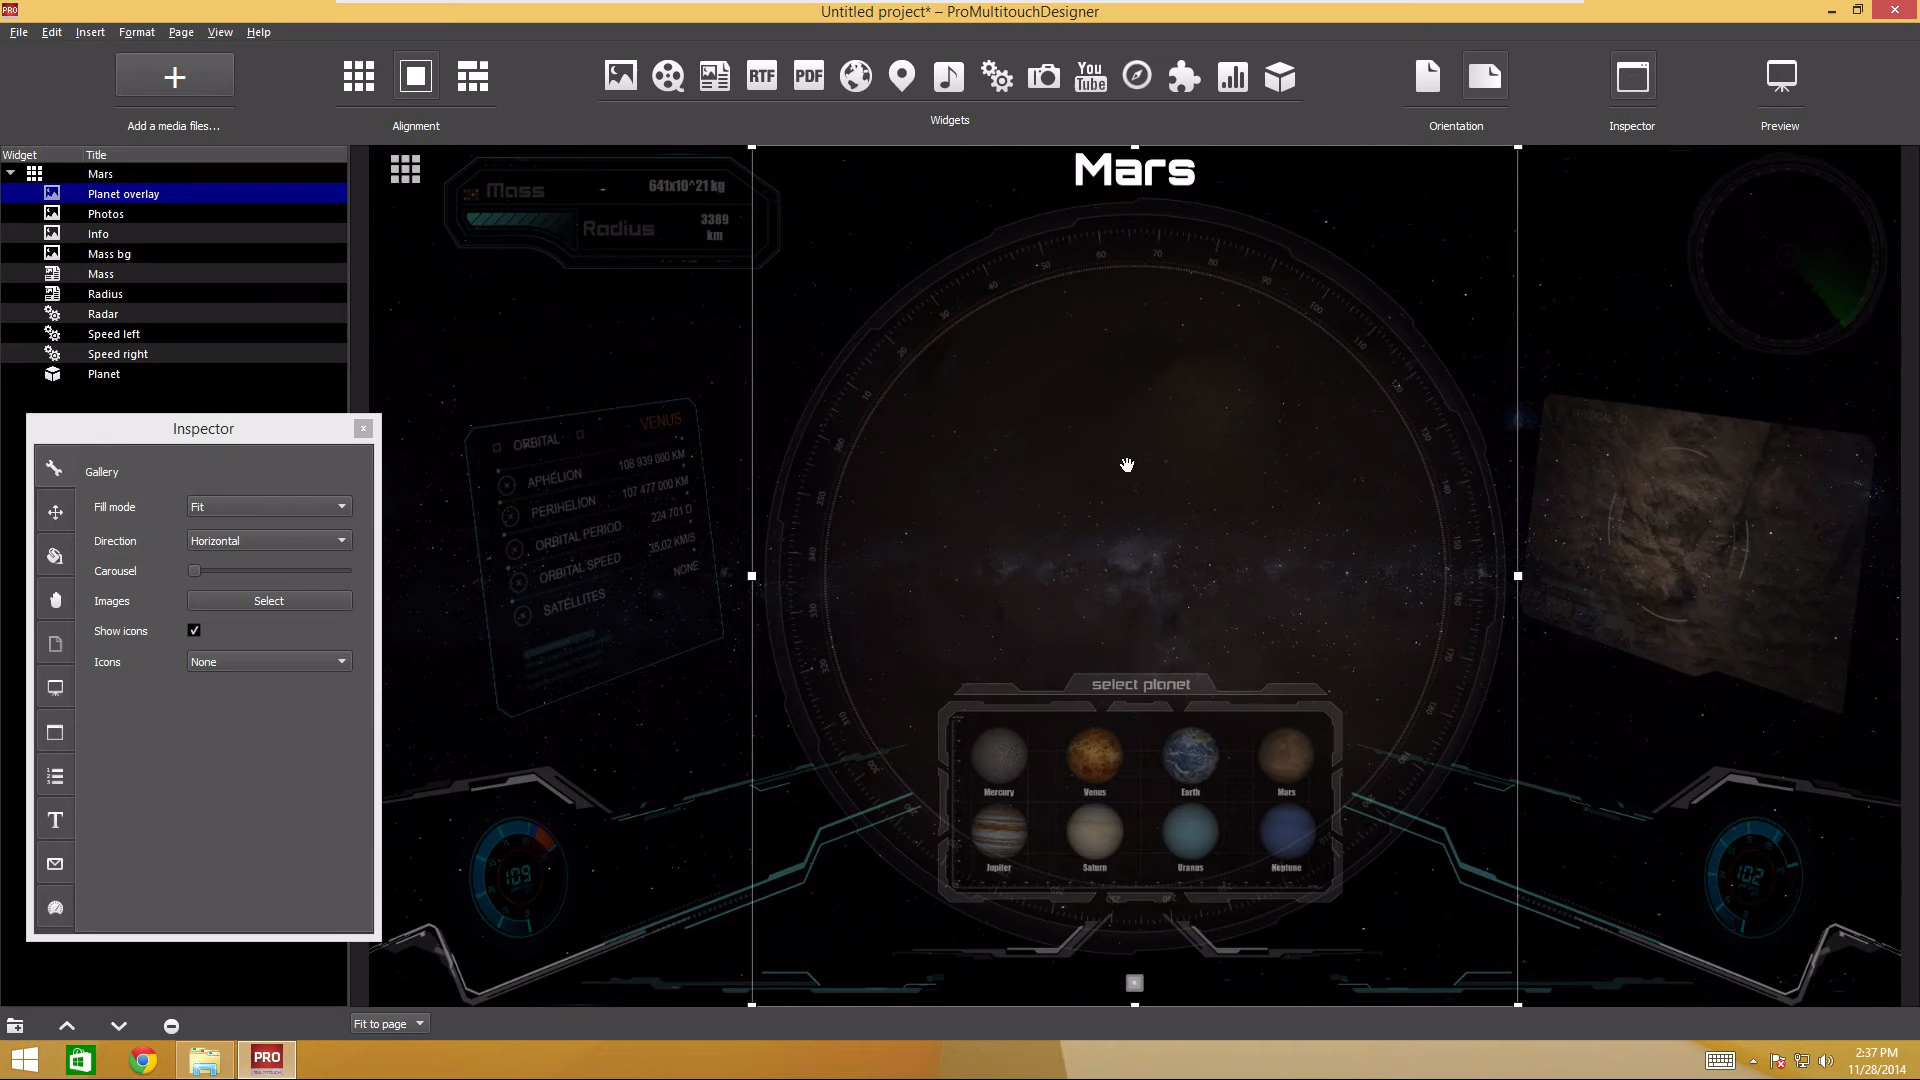 PRO
Untitled project* – ProMultitouchDesigner
File Edit Insert Format Page View Help
RTF
PDF
You
Tube
Add a media files...
Alignment
Widgets
Orientation
Inspector
Preview
Widget Title
Mars
Planet overlay
Photos
Info
Mass bg
Mass
Radius
Radar
Speed left
Speed right
Planet
Inspector
Gallery
Fill mode Fit
Direction Horizontal
Carousel
Images Select
Show icons
Icons None
T
Mars
Mass 641x10^21 kg
Radius 3389
km
ORBITAL VENUS
APHELION 108 939 000 KM
PERIHELION 107 477 000 KM
ORBITAL PERIOD 224.701 D
ORBITAL SPEED 35.02 KM/S
SATELLITES NONE
PHYSICAL
select planet
Mercury Venus Earth Mars
Jupiter Saturn Uranus Neptune
109
102
Fit to page
PRO
2:37 PM
11/28/2014